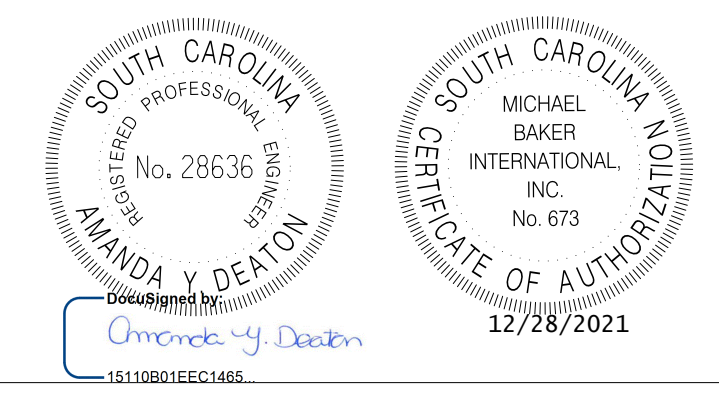 SOUTH CAROLINA
REGISTERED PROFESSIONAL ENGINEER
No. 28636
AMANDA Y DEATON
DocuSigned by:
Amanda Y. Deaton
15110B01EEC1465...
SOUTH CAROLINA
MICHAEL
BAKER
INTERNATIONAL,
INC.
No. 673
CERTIFICATE OF AUTHORIZATION
12/28/2021